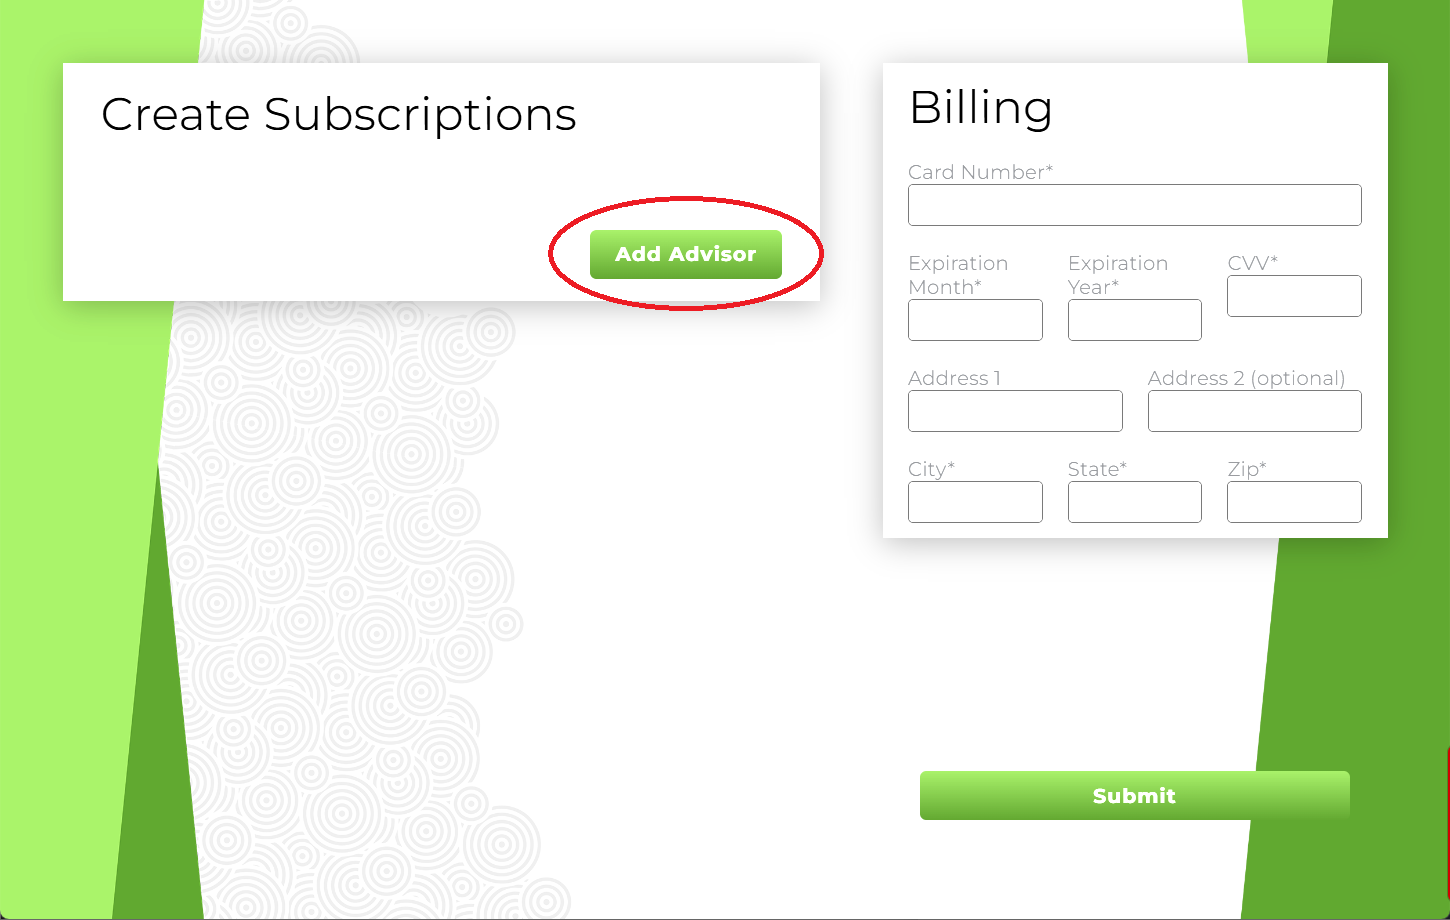 Create Subscriptions
Add Advisor
Billing
Card Number*
Expiration
Month*
Expiration
Year*
CVV*
Address 1
Address 2 (optional)
City*
State*
Zip*
Submit